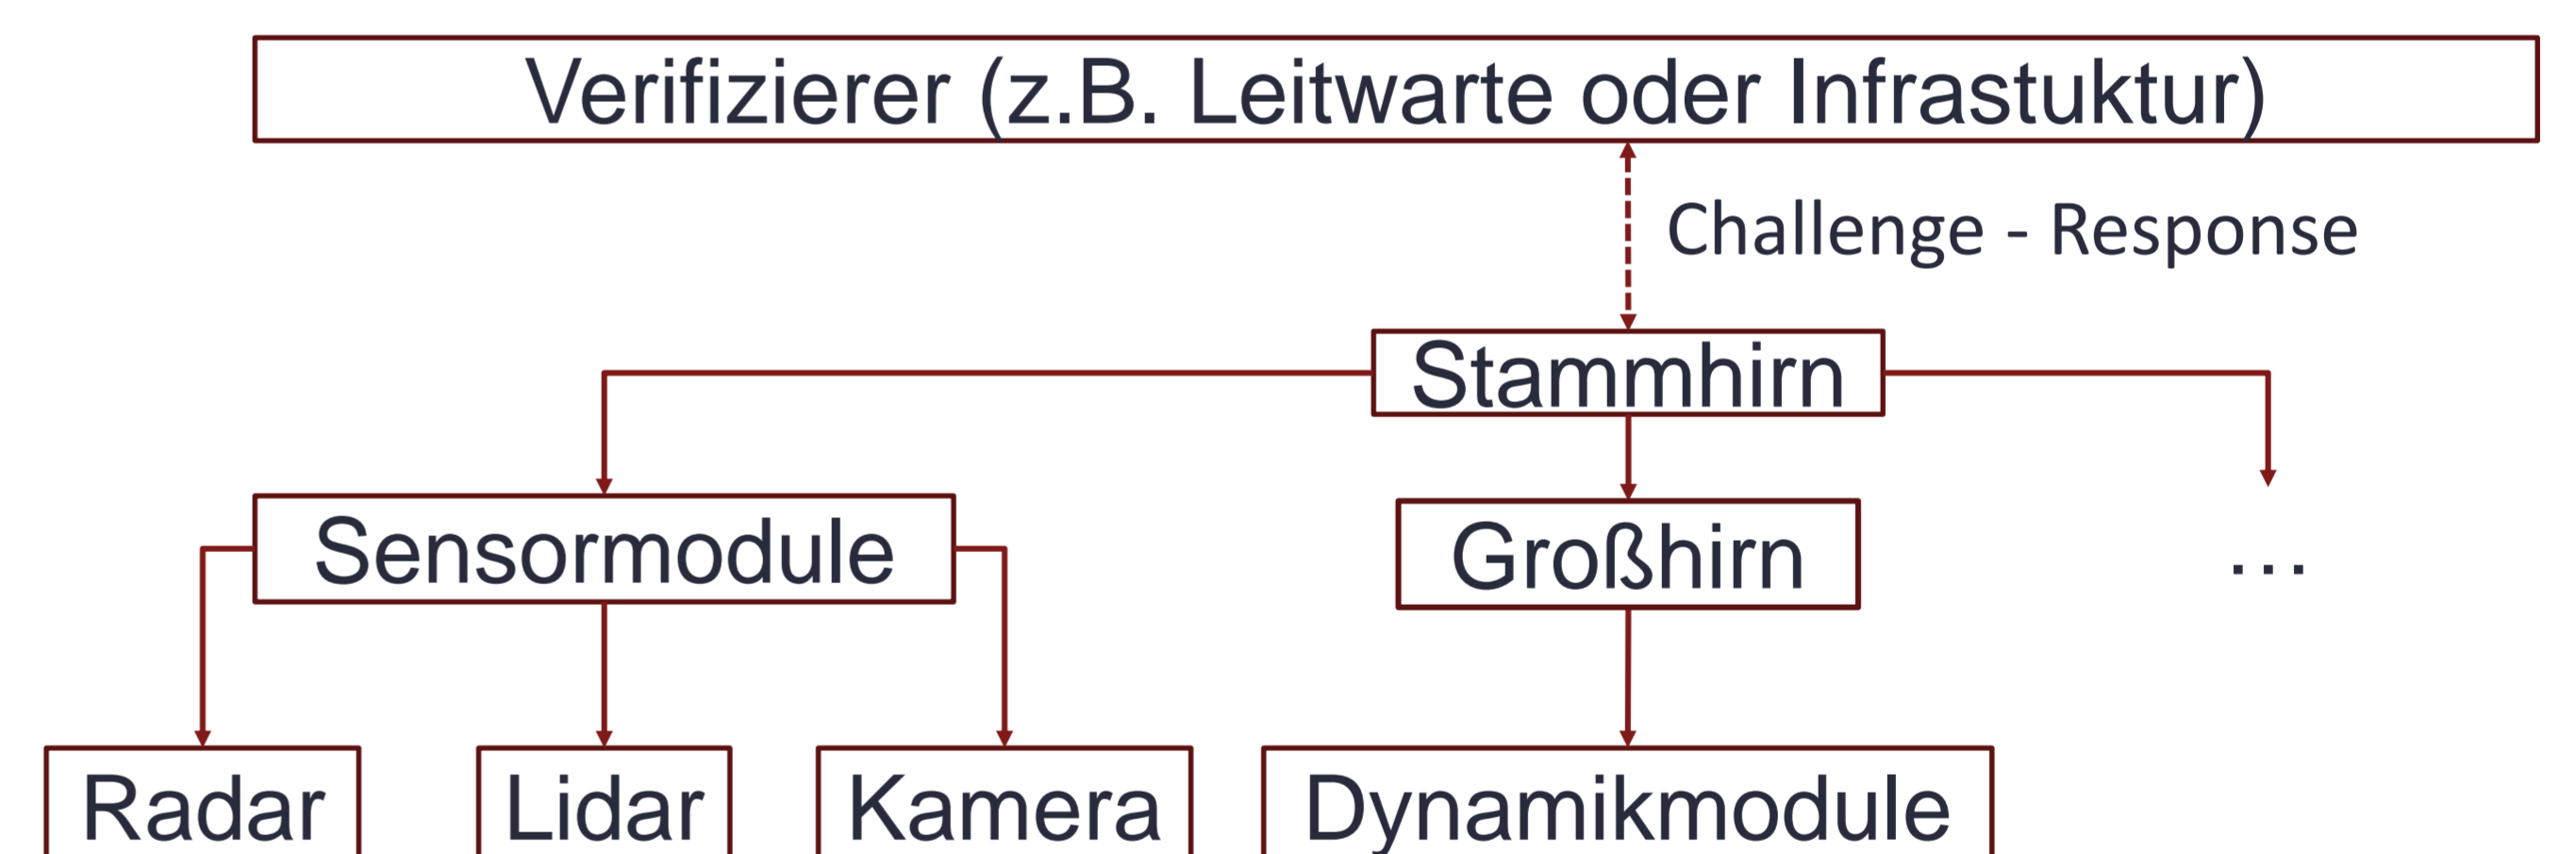 Verifizierer (z.B. Leitwarte oder Infrastuktur)
Challenge - Response
Stammhirn
Sensormodule
Großhirn
...
Radar
Lidar
Kamera
Dynamikmodule